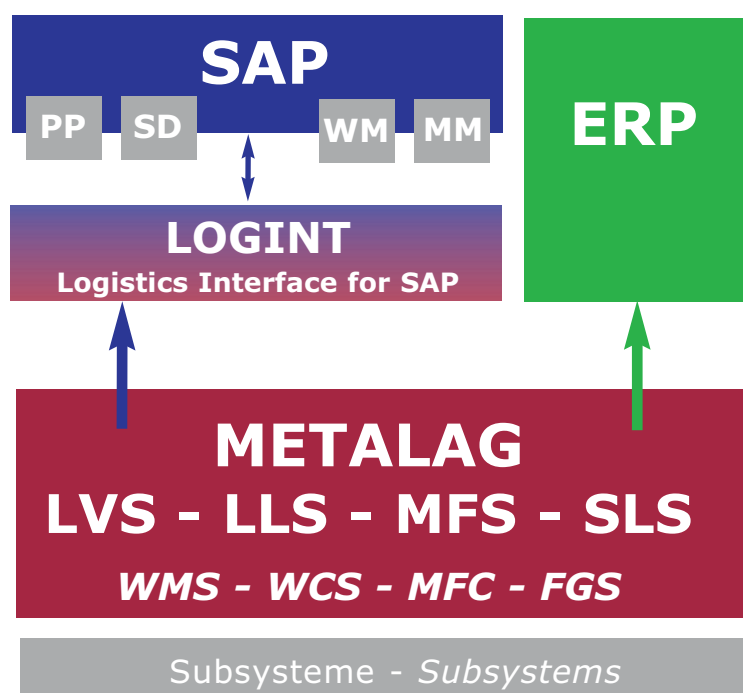 SAP
PP SD WM MM
ERP
LOGINT
Logistics Interface for SAP
METALAG
LVS - LLS - MFS - SLS
WMS - WCS - MFC - FGS
Subsysteme - Subsystems